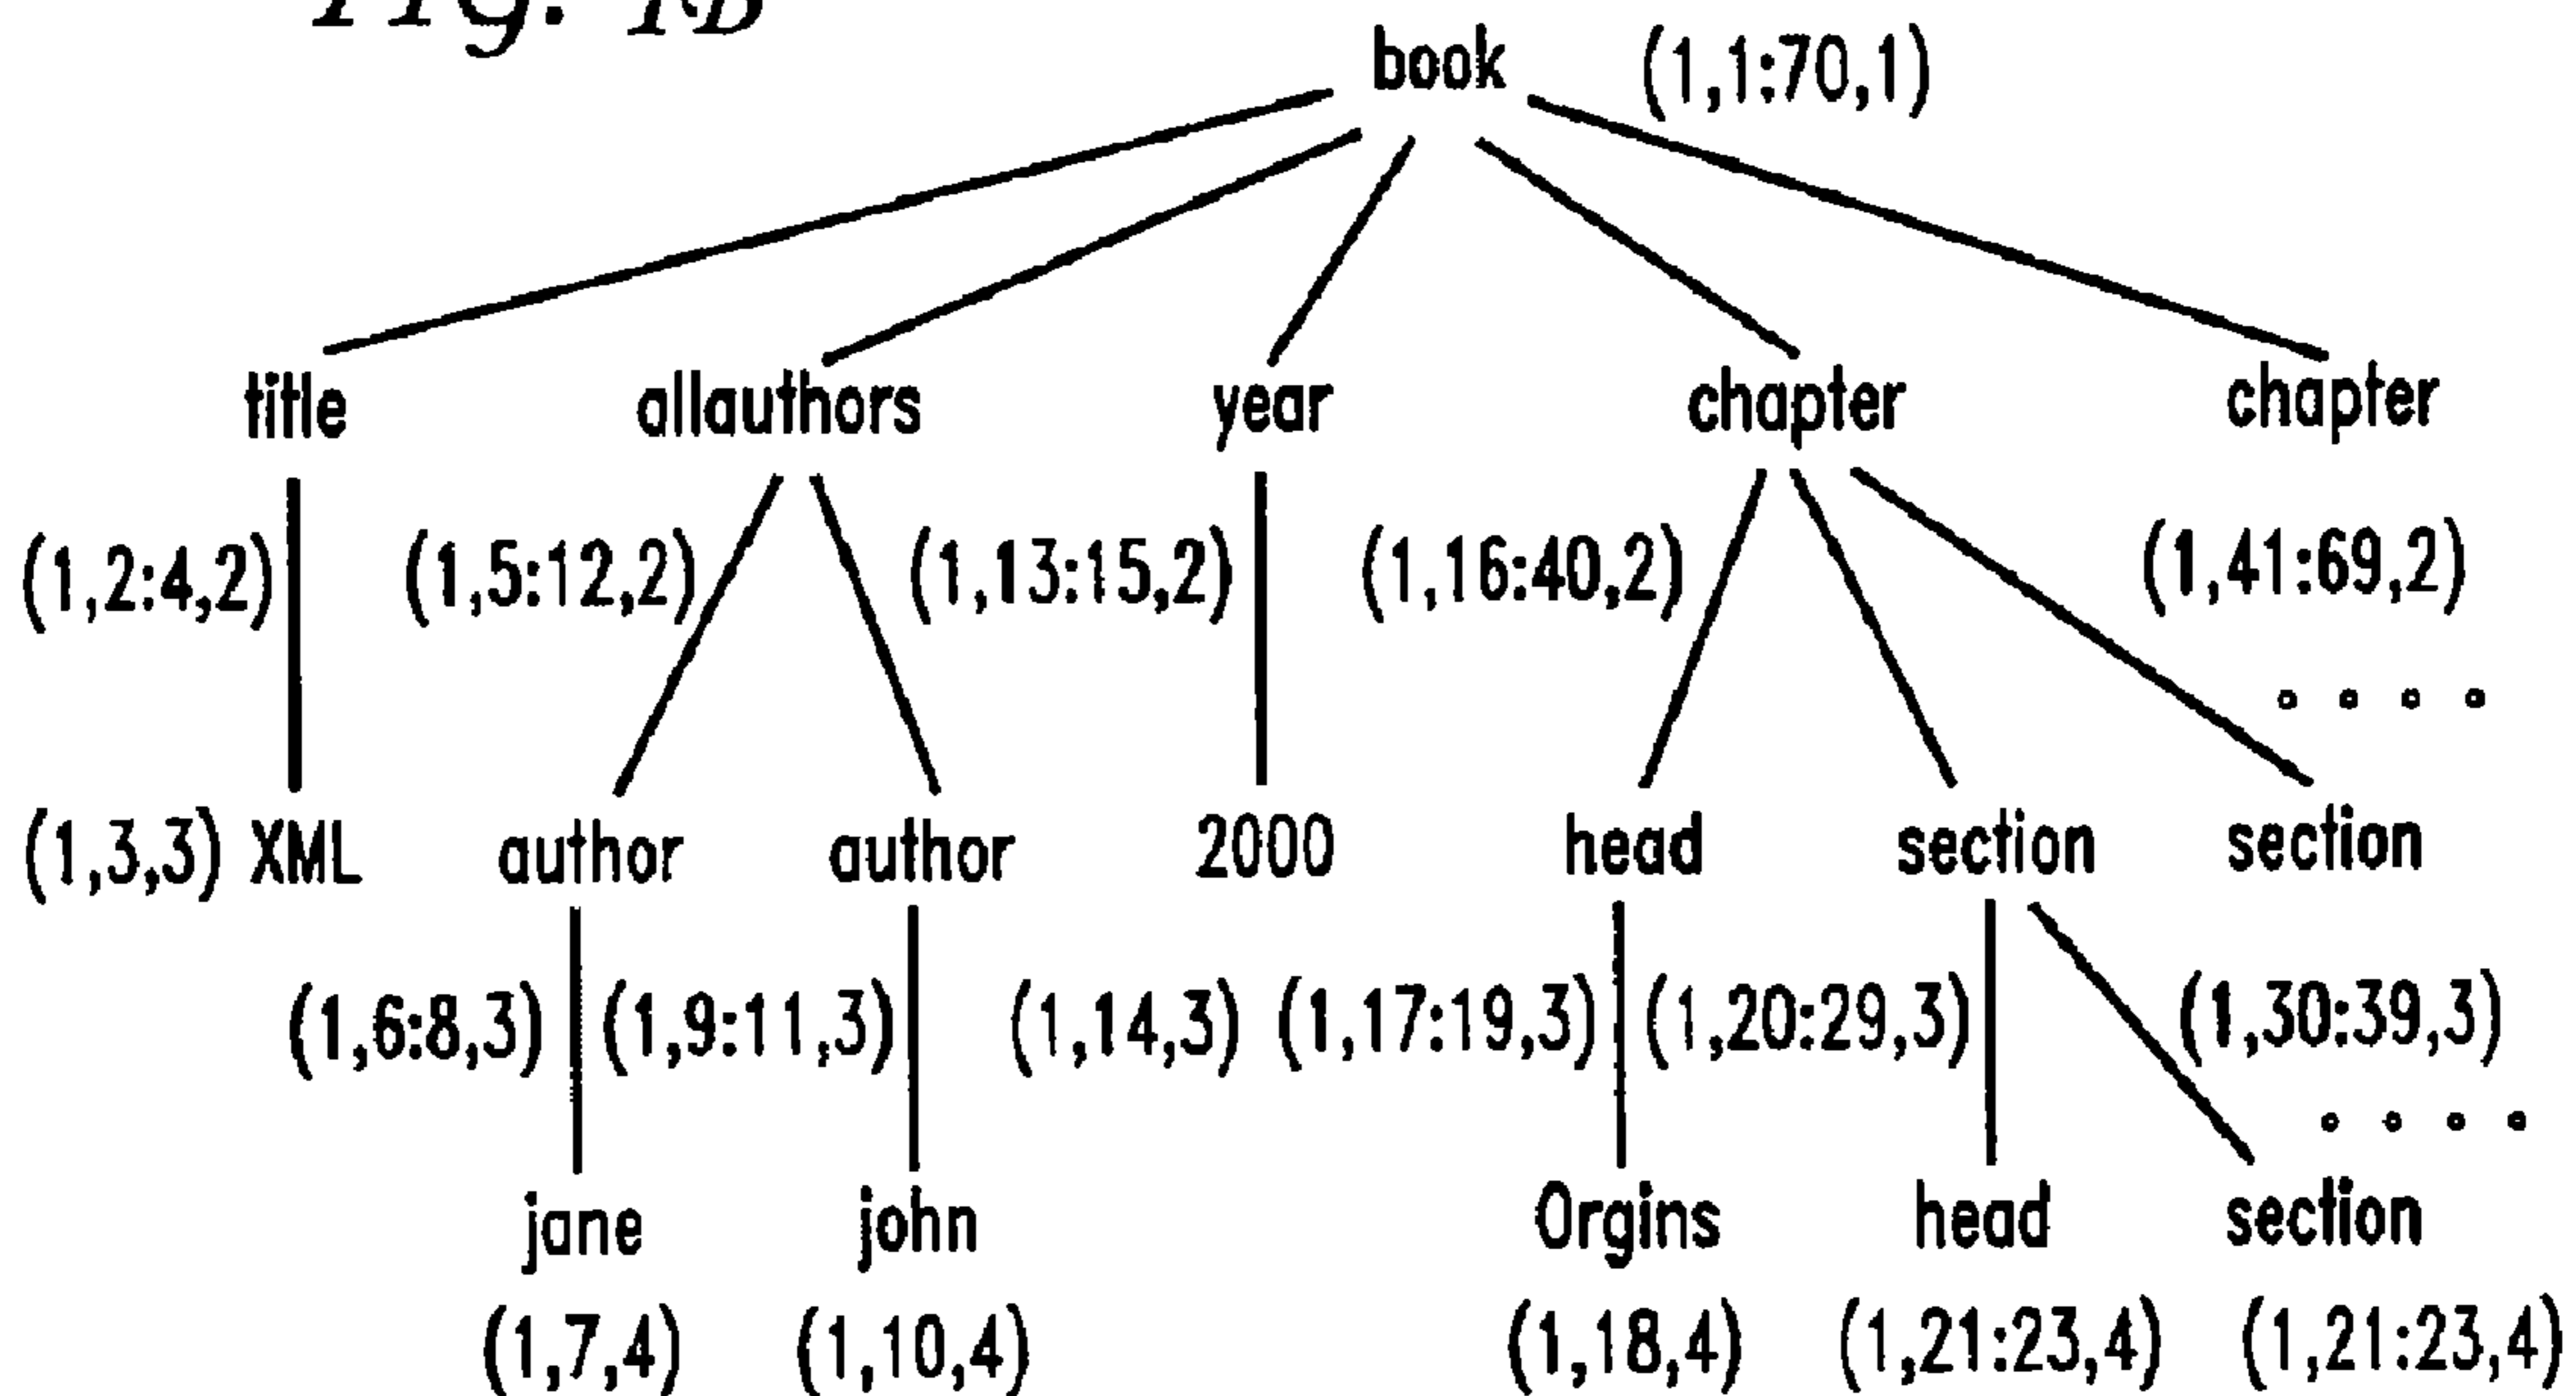 Fig. 1B
book (1,1:70,1)
title allauthors year chapter chapter
(1,2:4,2) (1,5:12,2) (1,13:15,2) (1,16:40,2) (1,41:69,2)
(1,3,3) XML author author 2000 head section section
(1,6:8,3) (1,9:11,3) (1,14,3) (1,17:19,3) (1,20:29,3) (1,30:39,3)
jane john Orgins head section
(1,7,4) (1,10,4) (1,18,4) (1,21:23,4) (1,21:23,4)